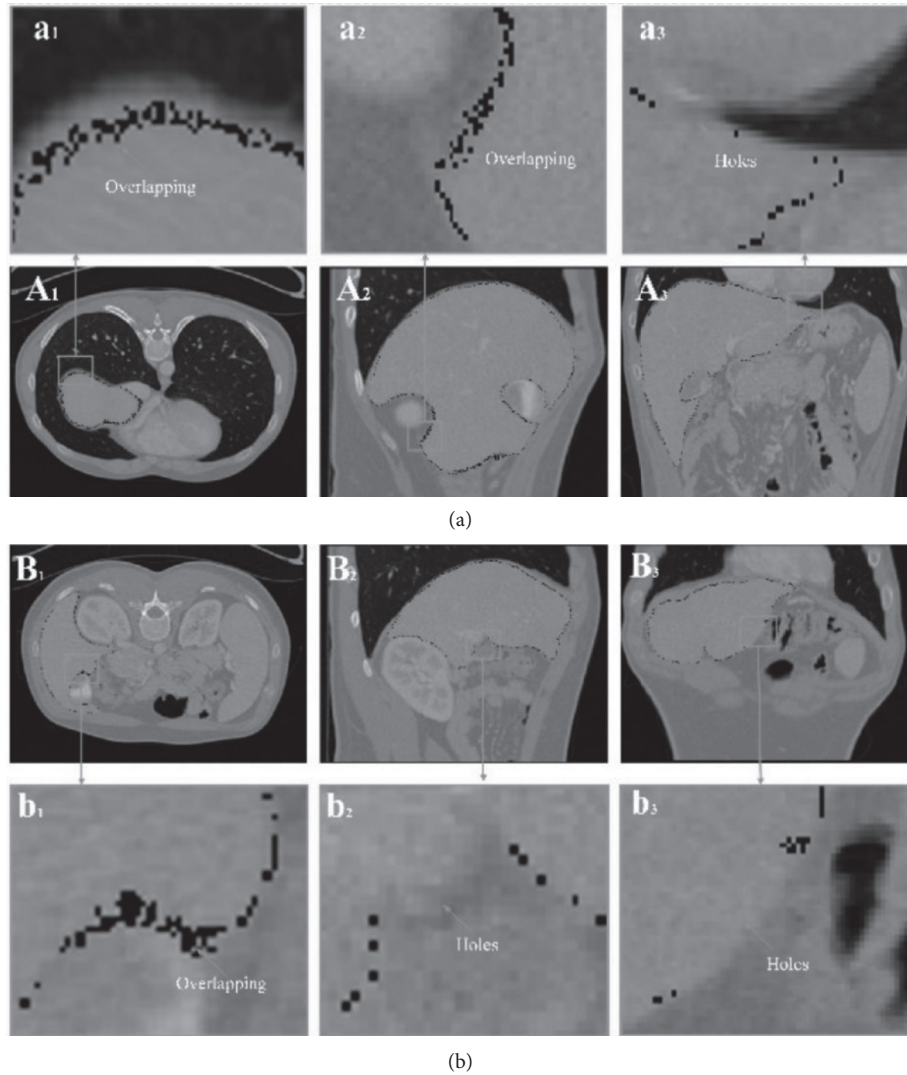 a1 a2 a3
Overlapping
Overlapping
Holes
A1 A2 A3
(a)
B1 B2 B3
b1 b2 b3
Overlapping
Holes
Holes
(b)